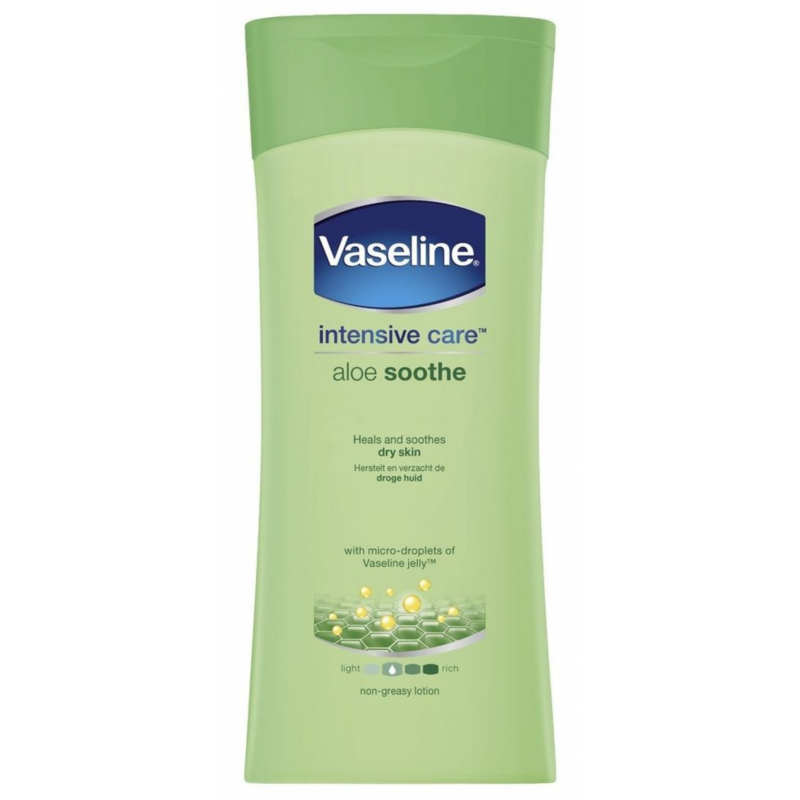 Vaseline®
intensive care™
aloe soothe
Heals and soothes
dry skin
Herstelt en verzacht de
droge huid
with micro-droplets of
Vaseline jelly™
light rich
non-greasy lotion